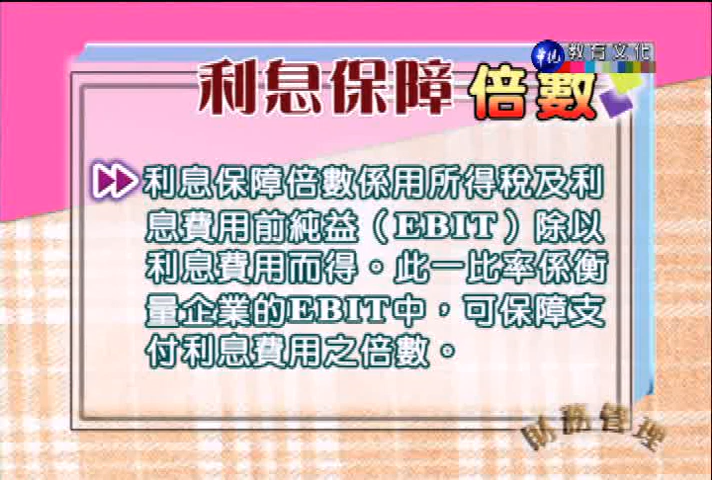 華視 教育文化
利息保障倍數
利息保障倍數係用所得稅及利
息費用前純益（EBIT）除以
利息費用而得。此一比率係衡
量企業的EBIT中，可保障支
付利息費用之倍數。
財務管理